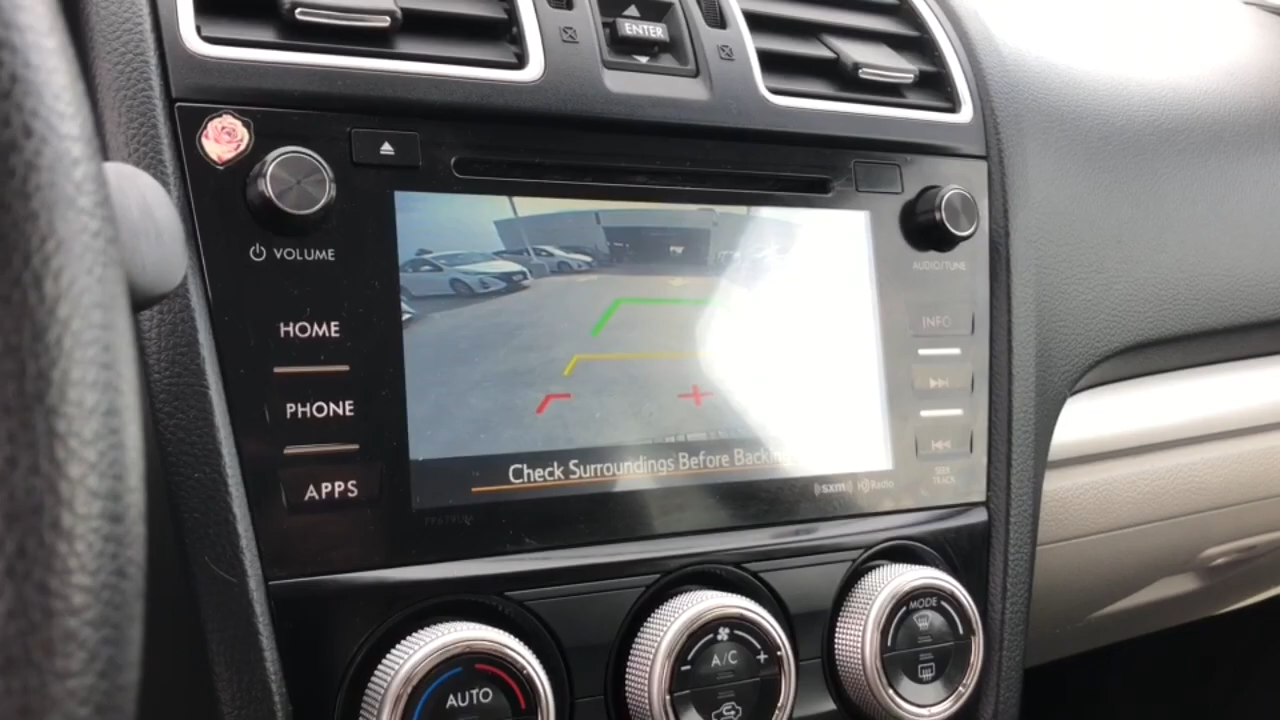 ENTER
VOLUME
AUDIO/TUNE
HOME
INFO
PHONE
APPS
Check Surroundings Before Backing
sxm HD Radio
SEEK
TRACK
MODE
A/C
AUTO